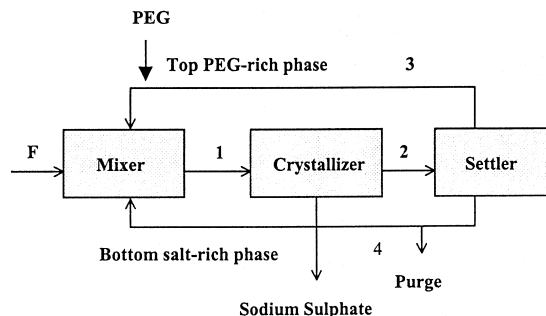 PEG
Top PEG-rich phase 3
F
Mixer
1
Crystallizer
2
Settler
Bottom salt-rich phase
4
Purge
Sodium Sulphate